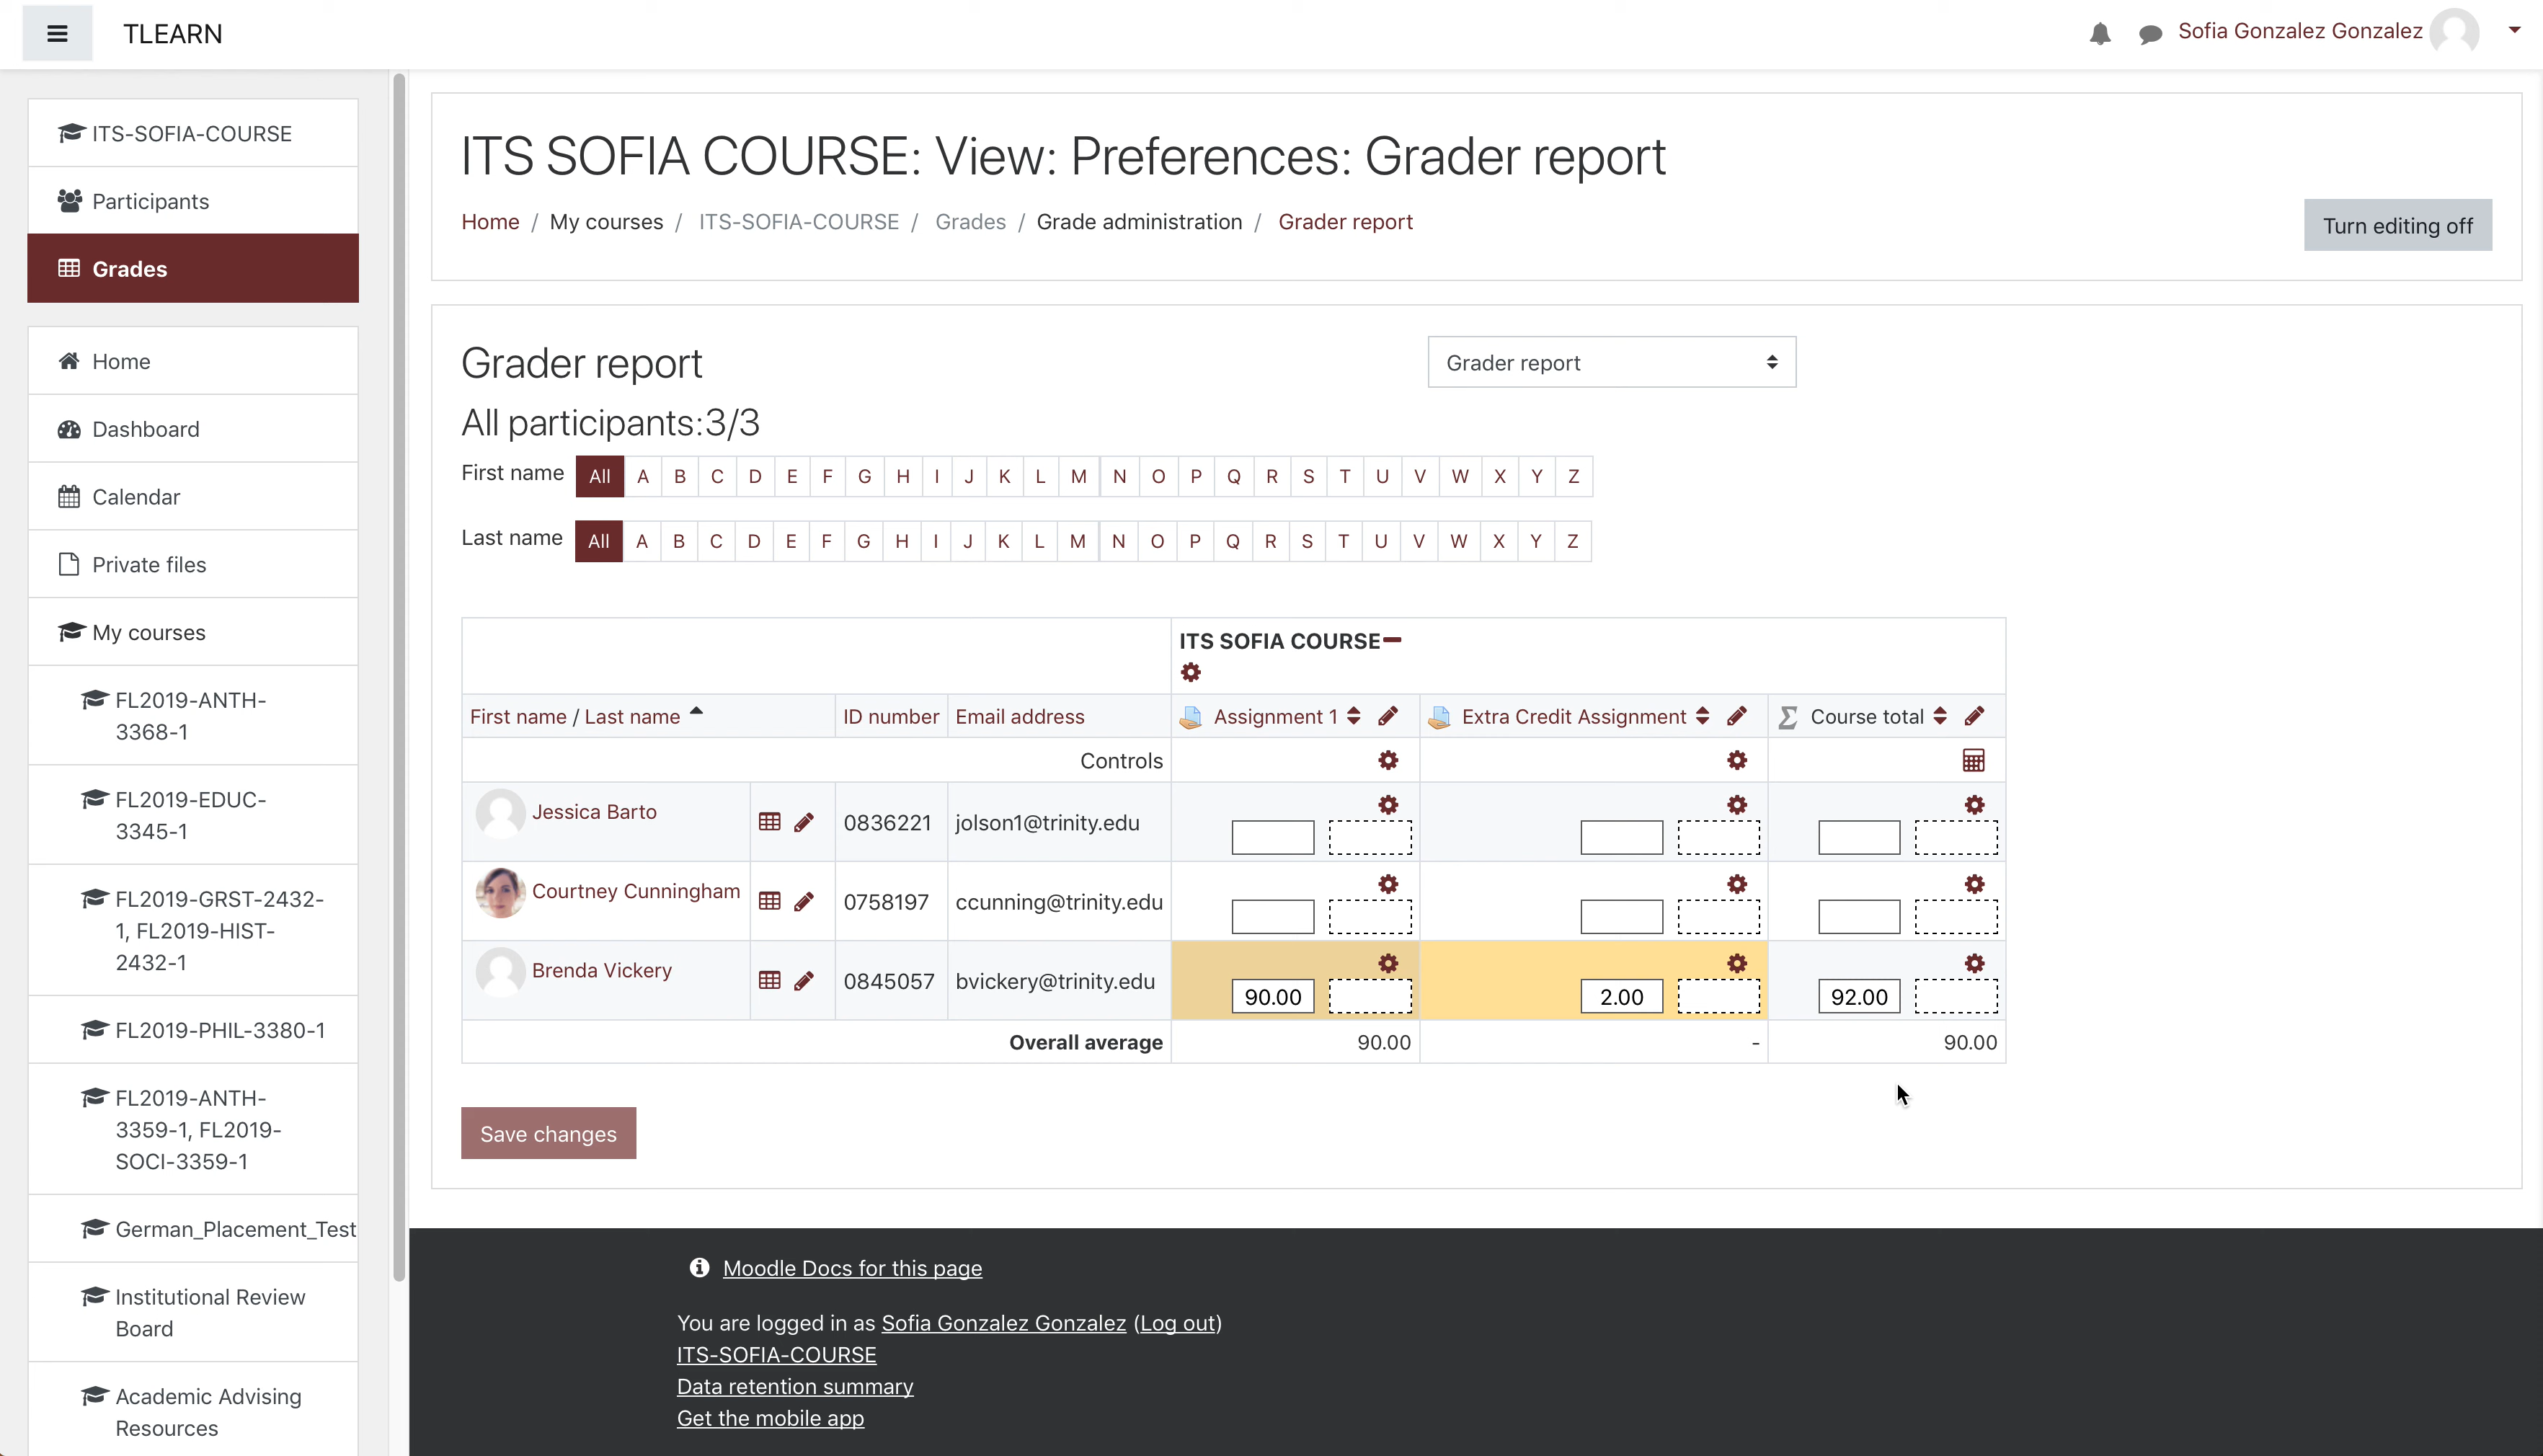 TLEARN
Sofia Gonzalez Gonzalez
ITS-SOFIA-COURSE
Participants
Grades
Home
Dashboard
Calendar
Private files
My courses
FL2019-ANTH-
3368-1
FL2019-EDUC-
3345-1
FL2019-GRST-2432-
1, FL2019-HIST-
2432-1
FL2019-PHIL-3380-1
FL2019-ANTH-
3359-1, FL2019-
SOCI-3359-1
German_Placement_Test
Institutional Review
Board
Academic Advising
Resources
ITS SOFIA COURSE: View: Preferences: Grader report
Home / My courses / ITS-SOFIA-COURSE / Grades / Grade administration / Grader report
Turn editing off
Grader report
Grader report
All participants:3/3
First name All A B C D E F G H I J K L M N O P Q R S T U V W X Y Z
Last name All A B C D E F G H I J K L M N O P Q R S T U V W X Y Z
ITS SOFIA COURSE
First name / Last name ID number Email address Assignment 1 Extra Credit Assignment Σ Course total
Controls
Jessica Barto 0836221 jolson1@trinity.edu
Courtney Cunningham 0758197 ccunning@trinity.edu
Brenda Vickery 0845057 bvickery@trinity.edu 90.00 2.00 92.00
Overall average 90.00 - 90.00
Save changes
Moodle Docs for this page
You are logged in as Sofia Gonzalez Gonzalez (Log out)
ITS-SOFIA-COURSE
Data retention summary
Get the mobile app